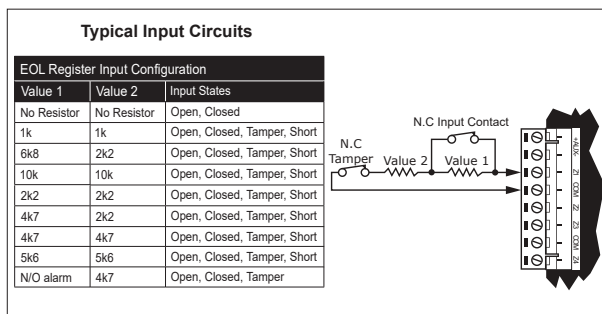 Typical Input Circuits
EOL Register Input Configuration
Value 1 Value 2 Input States
No Resistor No Resistor Open, Closed
1k 1k Open, Closed, Tamper, Short
6k8 2k2 Open, Closed, Tamper, Short
10k 10k Open, Closed, Tamper, Short
2k2 2k2 Open, Closed, Tamper, Short
4k7 2k2 Open, Closed, Tamper, Short
4k7 4k7 Open, Closed, Tamper, Short
5k6 5k6 Open, Closed, Tamper, Short
N/O alarm 4k7 Open, Closed, Tamper
N.C Input Contact
N.C
Tamper Value 2 Value 1
+AUX-
Z1
COM
Z2
Z3
COM
Z4